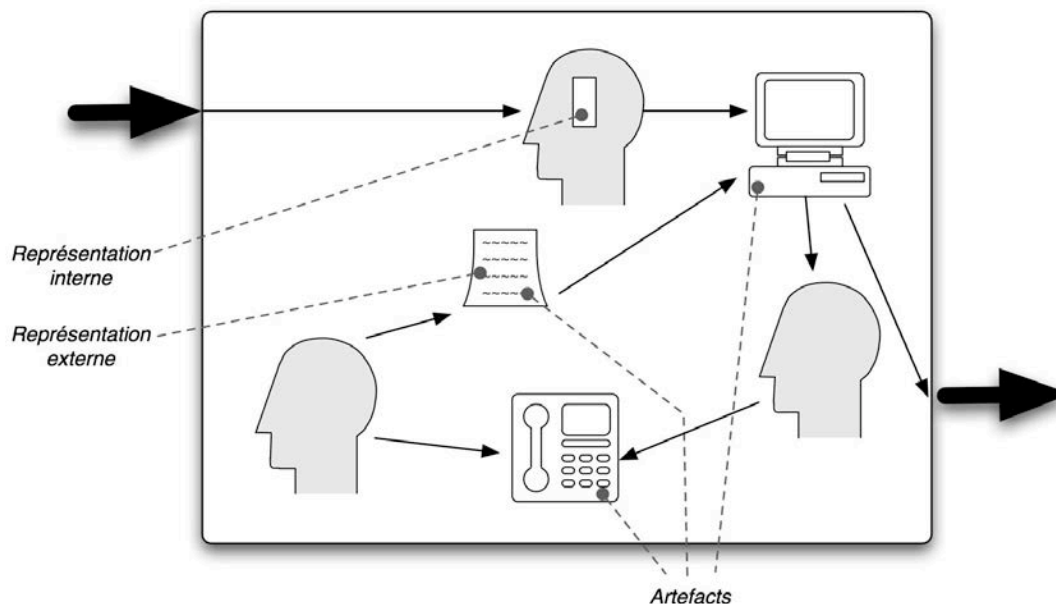 Représentation
interne
Représentation
externe
Artefacts